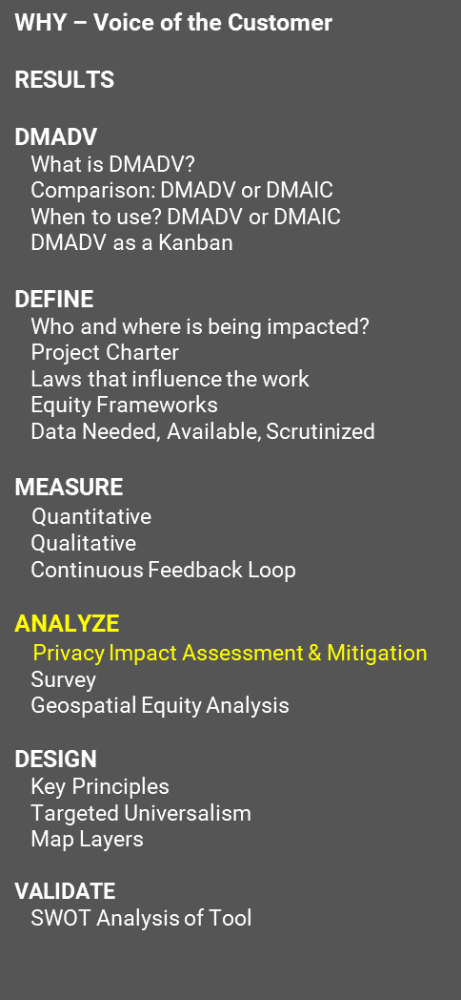 WHY – Voice of the Customer
RESULTS
DMADV
What is DMADV?
Comparison: DMADV or DMAIC
When to use? DMADV or DMAIC
DMADV as a Kanban
DEFINE
Who and where is being impacted?
Project Charter
Laws that influence the work
Equity Frameworks
Data Needed, Available, Scrutinized
MEASURE
Quantitative
Qualitative
Continuous Feedback Loop
ANALYZE
Privacy Impact Assessment & Mitigation
Survey
Geospatial Equity Analysis
DESIGN
Key Principles
Targeted Universalism
Map Layers
VALIDATE
SWOT Analysis of Tool